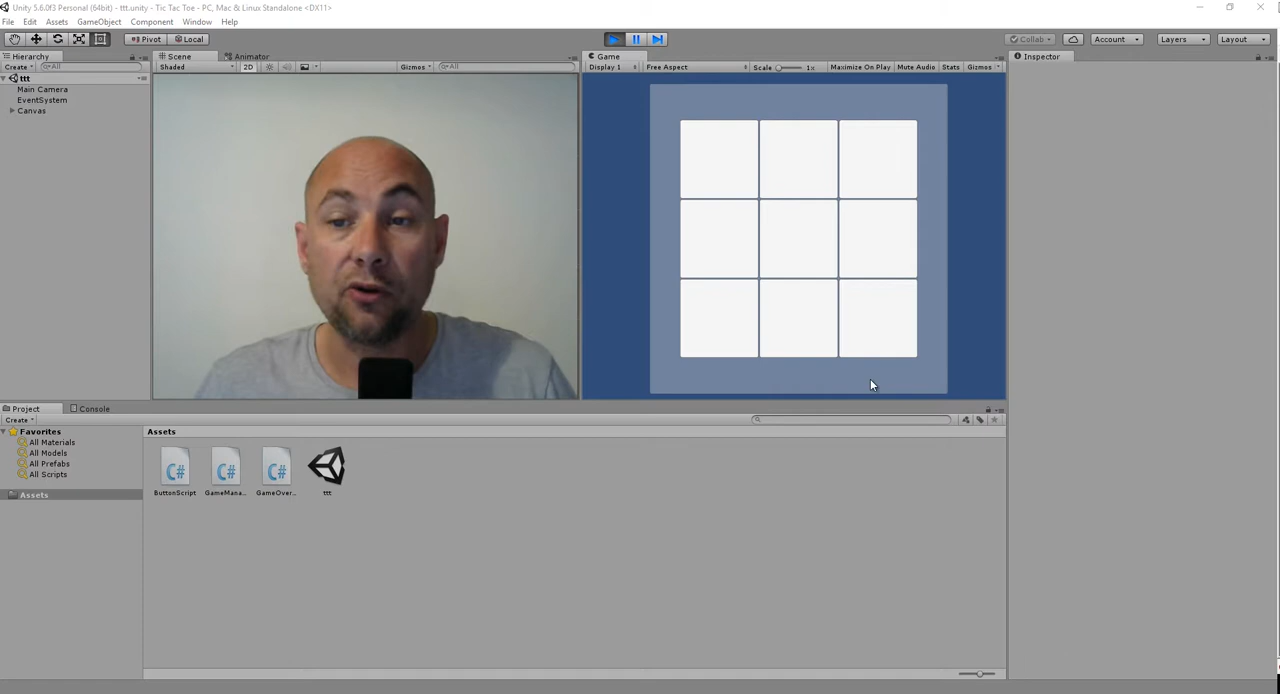 Unity 5.6.0f3 Personal (64bit) - ttt.unity - Tic Tac Toe - PC, Mac & Linux Standalone <DX11>
File Edit Assets GameObject Component Window Help
Pivot Local Collab Account Layers Layout
Hierarchy Scene Animator Game Inspector
Create All Shaded 2D Gizmos All Display 1 Free Aspect Scale 1x Maximize On Play Mute Audio Stats Gizmos
ttt
Main Camera
EventSystem
Canvas
Project Console
Create
Favorites Assets
All Materials
All Models
All Prefabs
All Scripts
Assets
C# C# C#
ButtonScript GameMana... GameOver... ttt